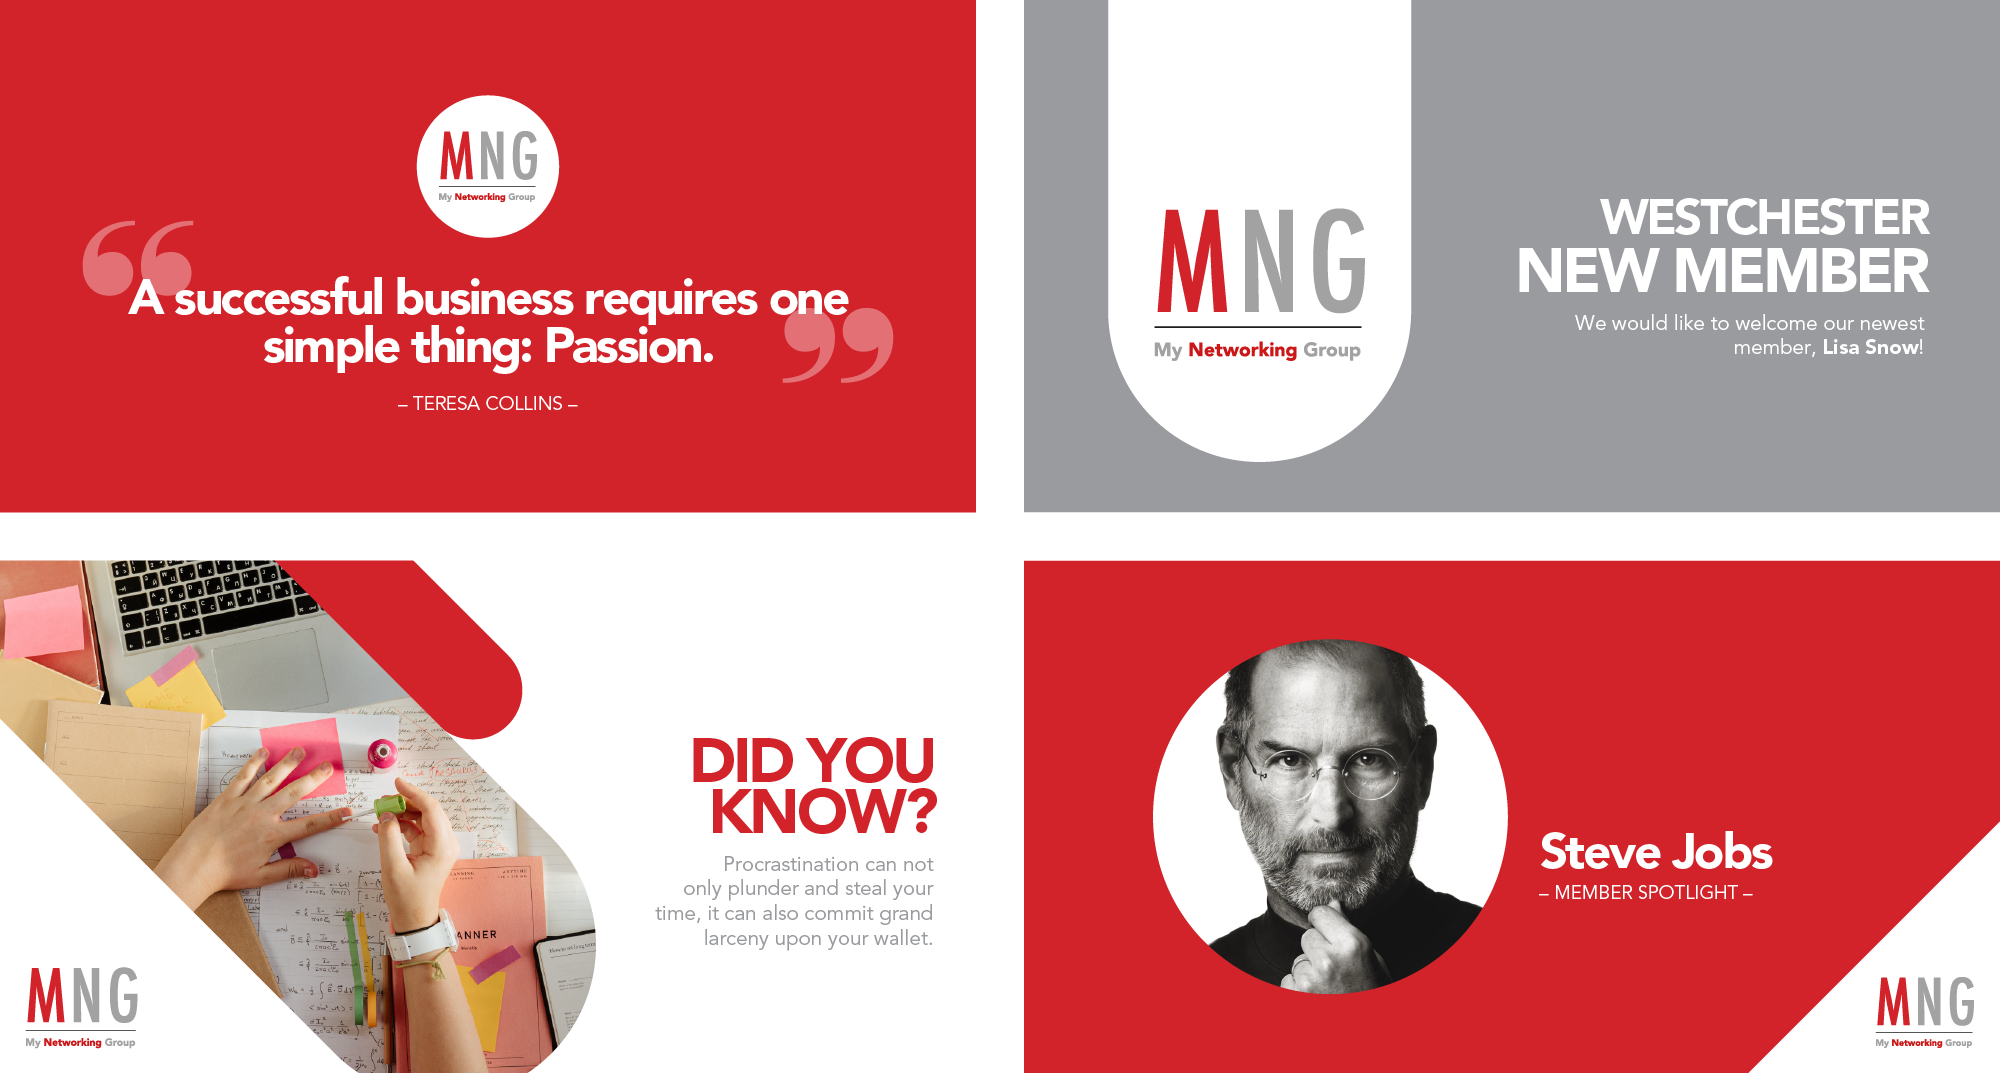 MNG
My Networking Group
A successful business requires one
simple thing: Passion.
– TERESA COLLINS –
MNG
My Networking Group
WESTCHESTER
NEW MEMBER
We would like to welcome our newest
member, Lisa Snow!
DID YOU
KNOW?
Procrastination can not
only plunder and steal your
time, it can also commit grand
larceny upon your wallet.
ANNER
MNG
My Networking Group
Steve Jobs
– MEMBER SPOTLIGHT –
MNG
My Networking Group